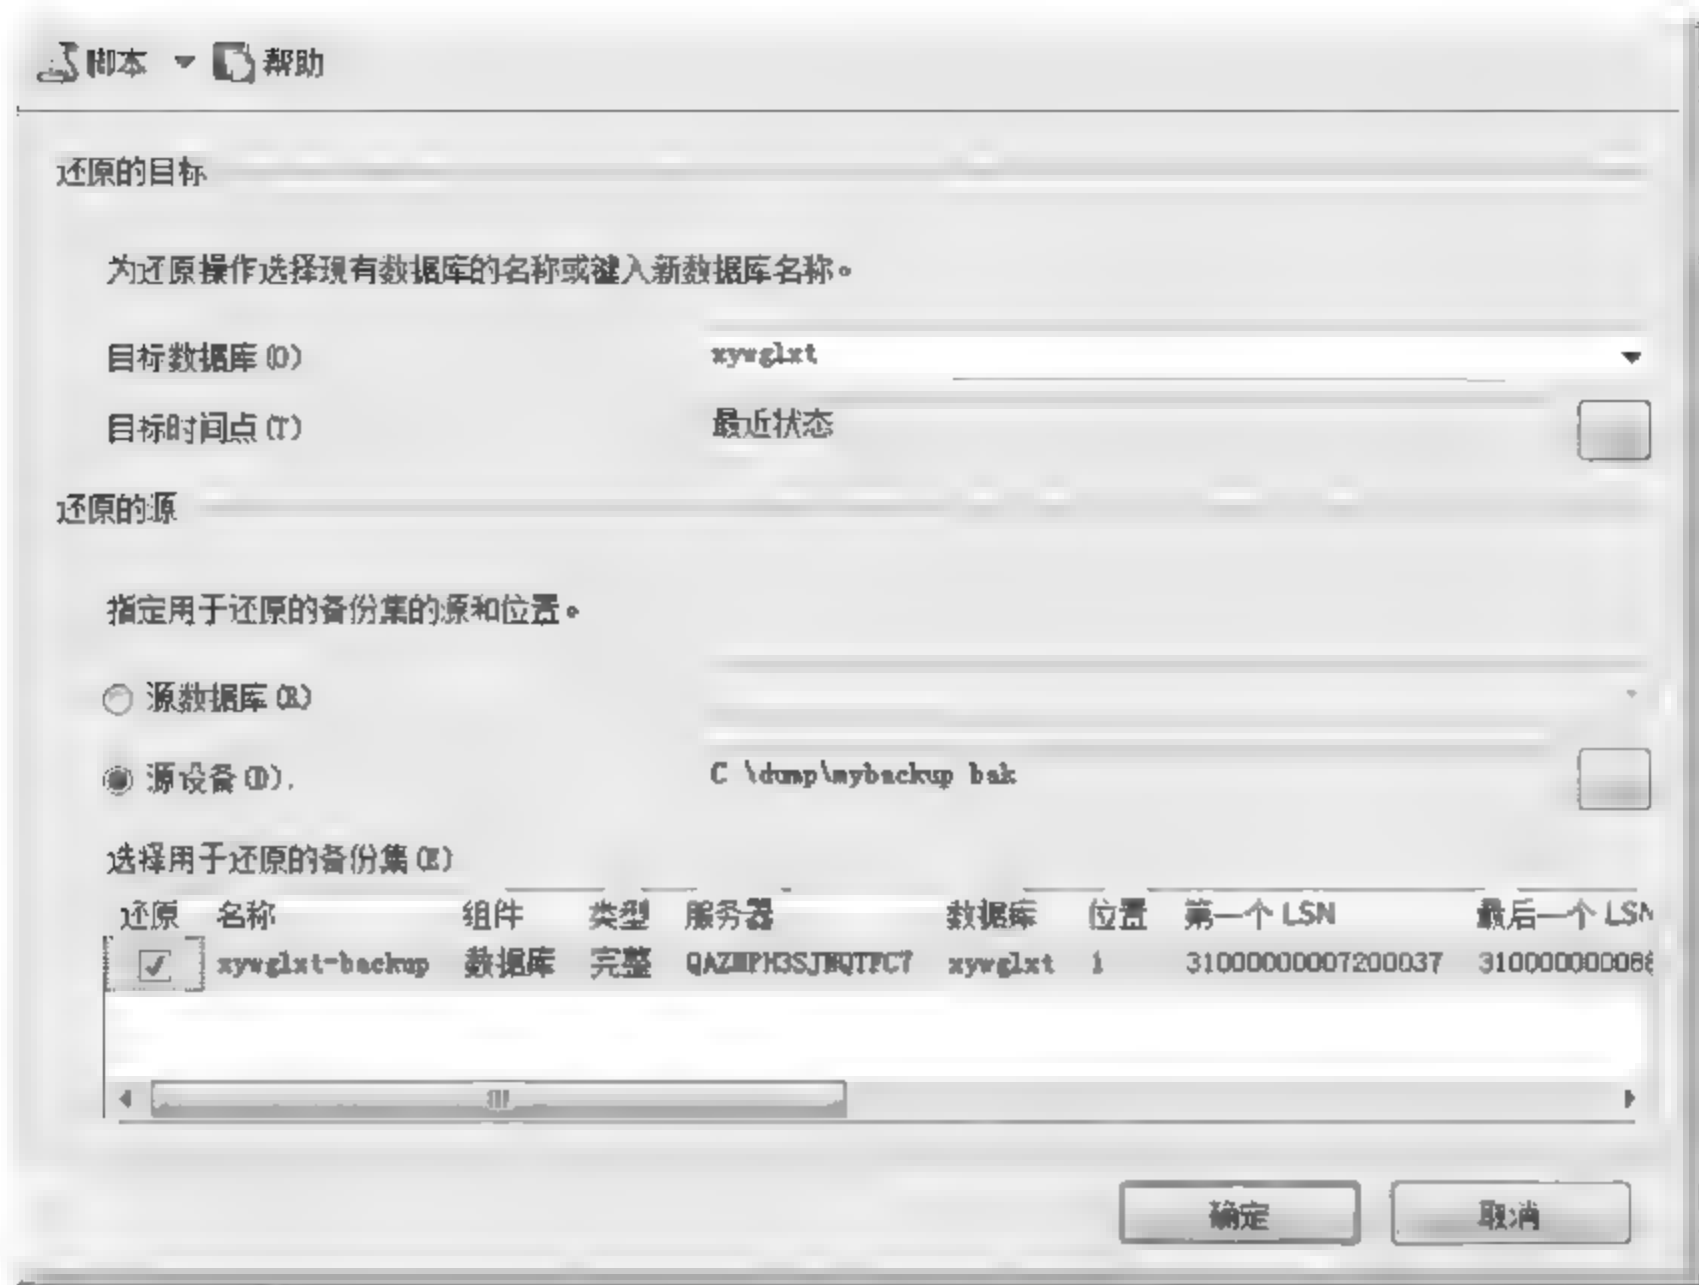 脚本 帮助
还原的目标
为还原操作选择现有数据库的名称或键入新数据库名称。
目标数据库(O) xywglxt
目标时间点(T) 最近状态
还原的源
指定用于还原的备份集的源和位置。
源数据库(R)
源设备(D). C \dump\mybackup bak
选择用于还原的备份集(E)
还原 名称 组件 类型 服务器 数据库 位置 第一个 LSN 最后一个 LSN
xywglxt-backup 数据库 完整 xywglxt 1 31000000007200037
确定 取消